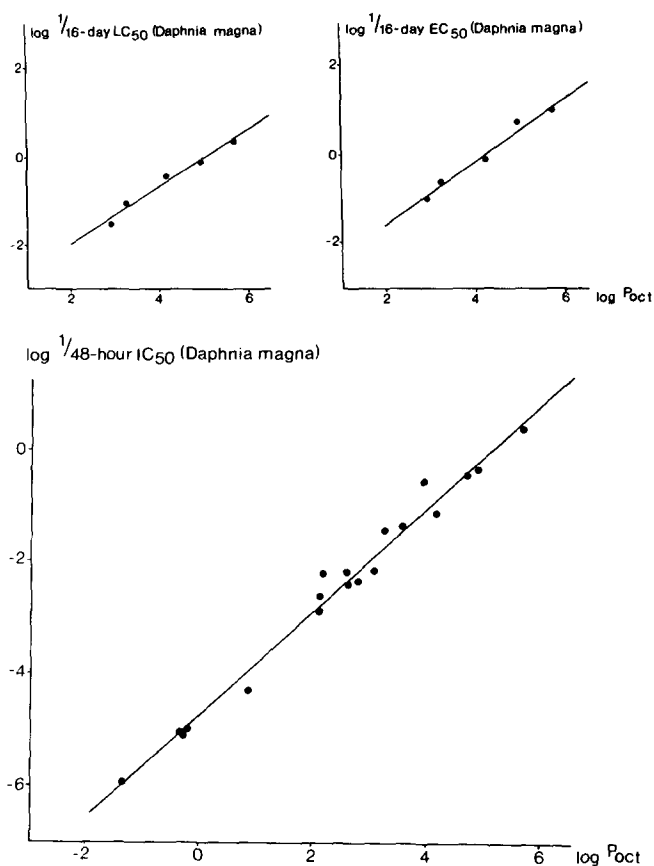 log 1/16-day LC50 (Daphnia magna)
2
0
-2
2 4 6
log 1/16-day EC50 (Daphnia magna)
2
0
-2
2 4 6
log Poct
log 1/48-hour IC50 (Daphnia magna)
0
-2
-4
-6
-2 0 2 4 6 log Poct